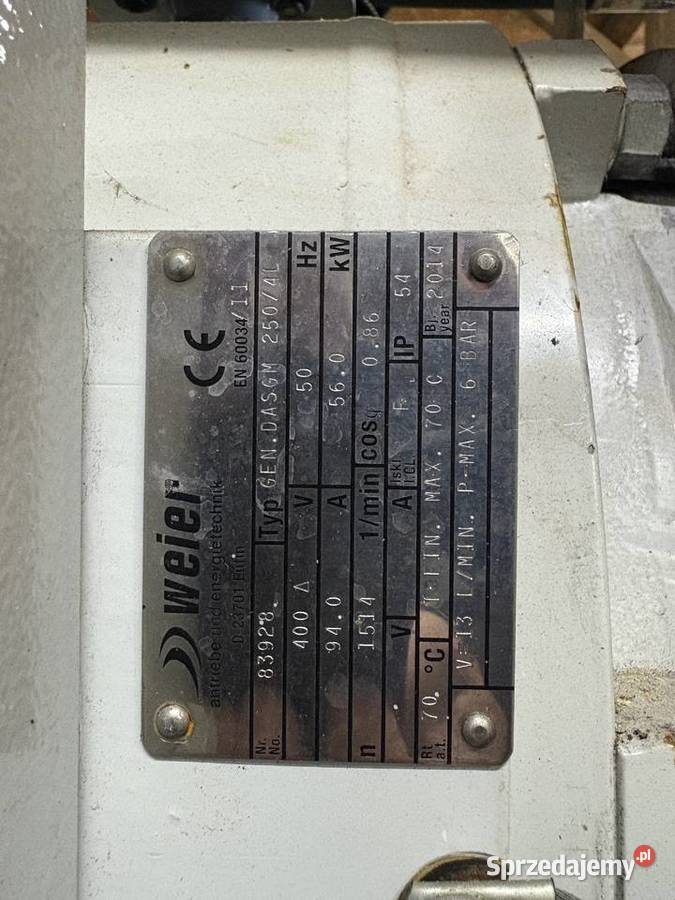 weier
antriebe und energietechnik
D-23701 Eutin
CE
EN 60034/11
Nr. No. 83928. Typ GEN.DASGM 250/4L
400 Δ V 50 Hz
94.0 A 56.0 kW
n 1514 1/min cosφ 0.86
V A Iskl I.CL. F IP 54
Rt a.t. 70. °C T-IN. MAX. 70 C Bj. year 2014
V=13 L/MIN. P-MAX. 6 BAR
Sprzedajemy.pl